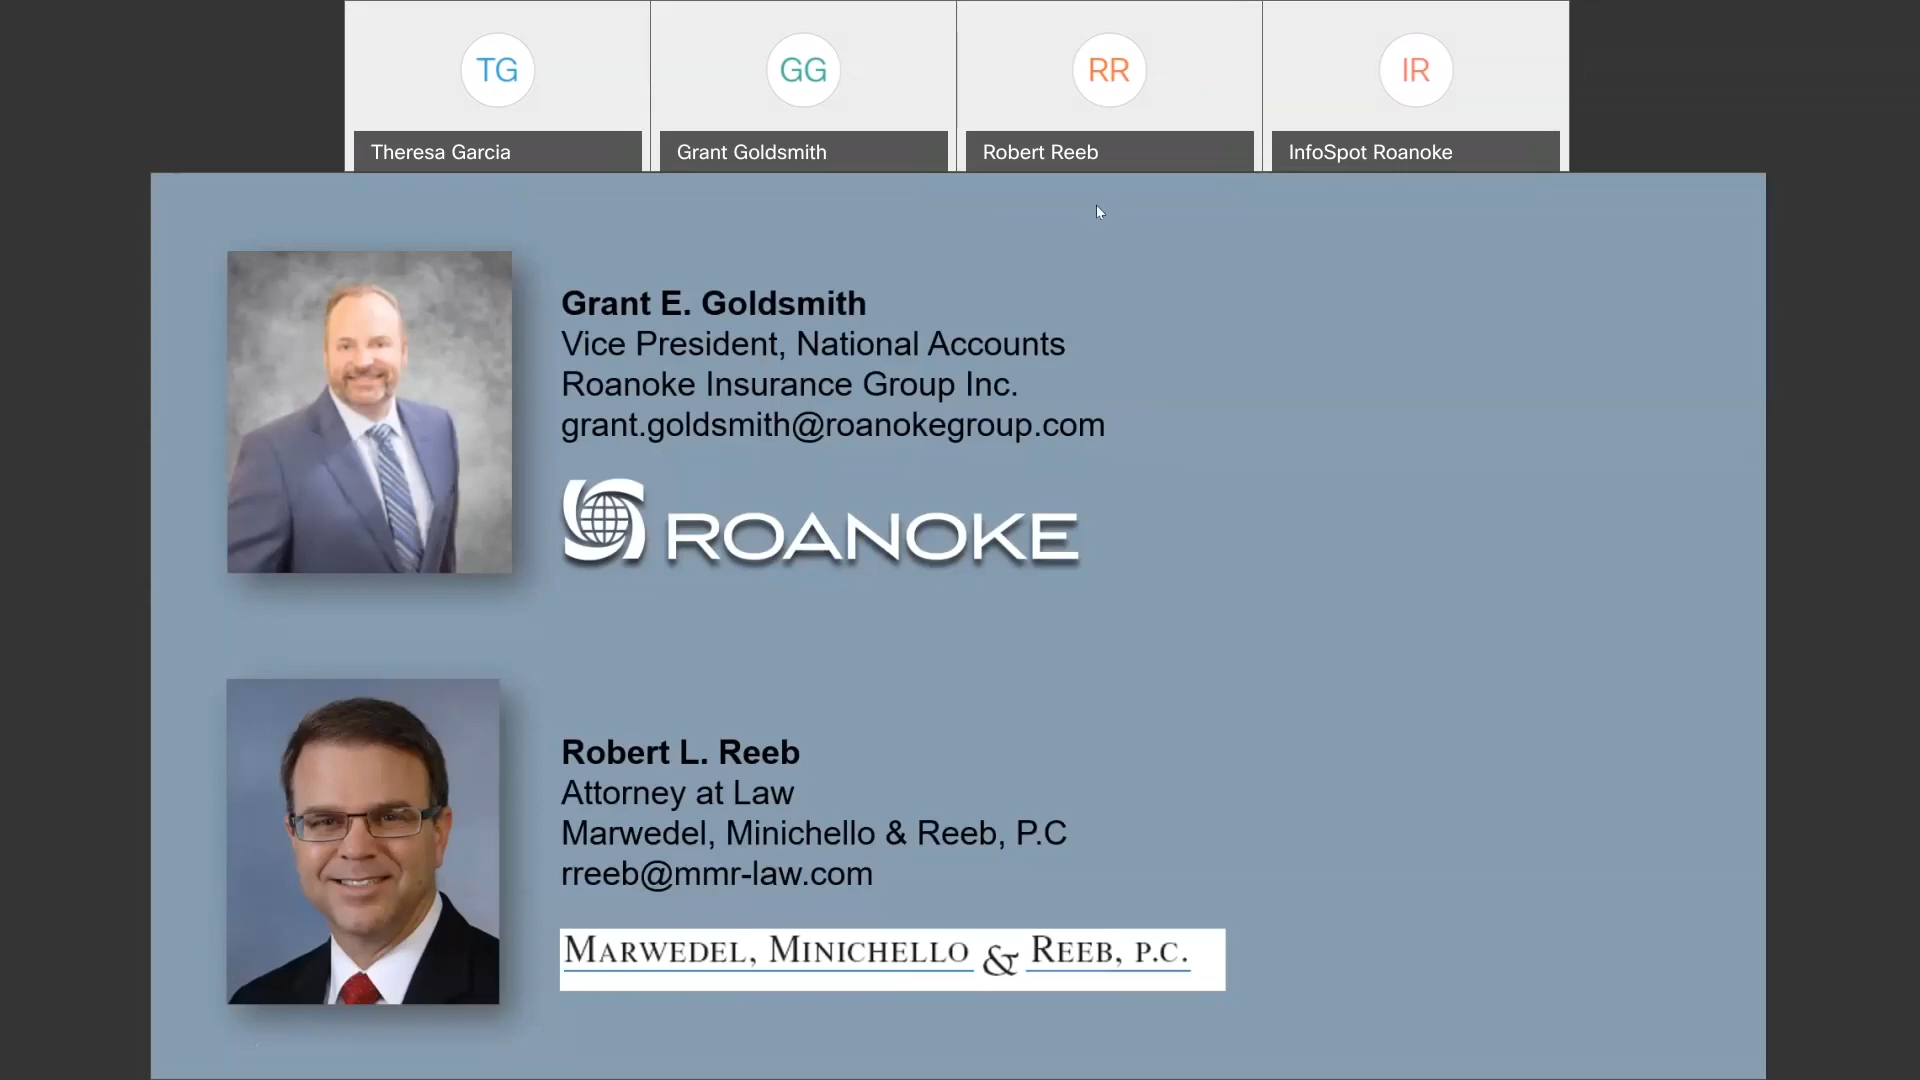 TG
GG
RR
IR
Theresa Garcia
Grant Goldsmith
Robert Reeb
InfoSpot Roanoke
Grant E. Goldsmith
Vice President, National Accounts
Roanoke Insurance Group Inc.
grant.goldsmith@roanokegroup.com
ROANOKE
Robert L. Reeb
Attorney at Law
Marwedel, Minichello & Reeb, P.C
rreeb@mmr-law.com
MARWEDEL, MINICHELLO & REEB, P.C.